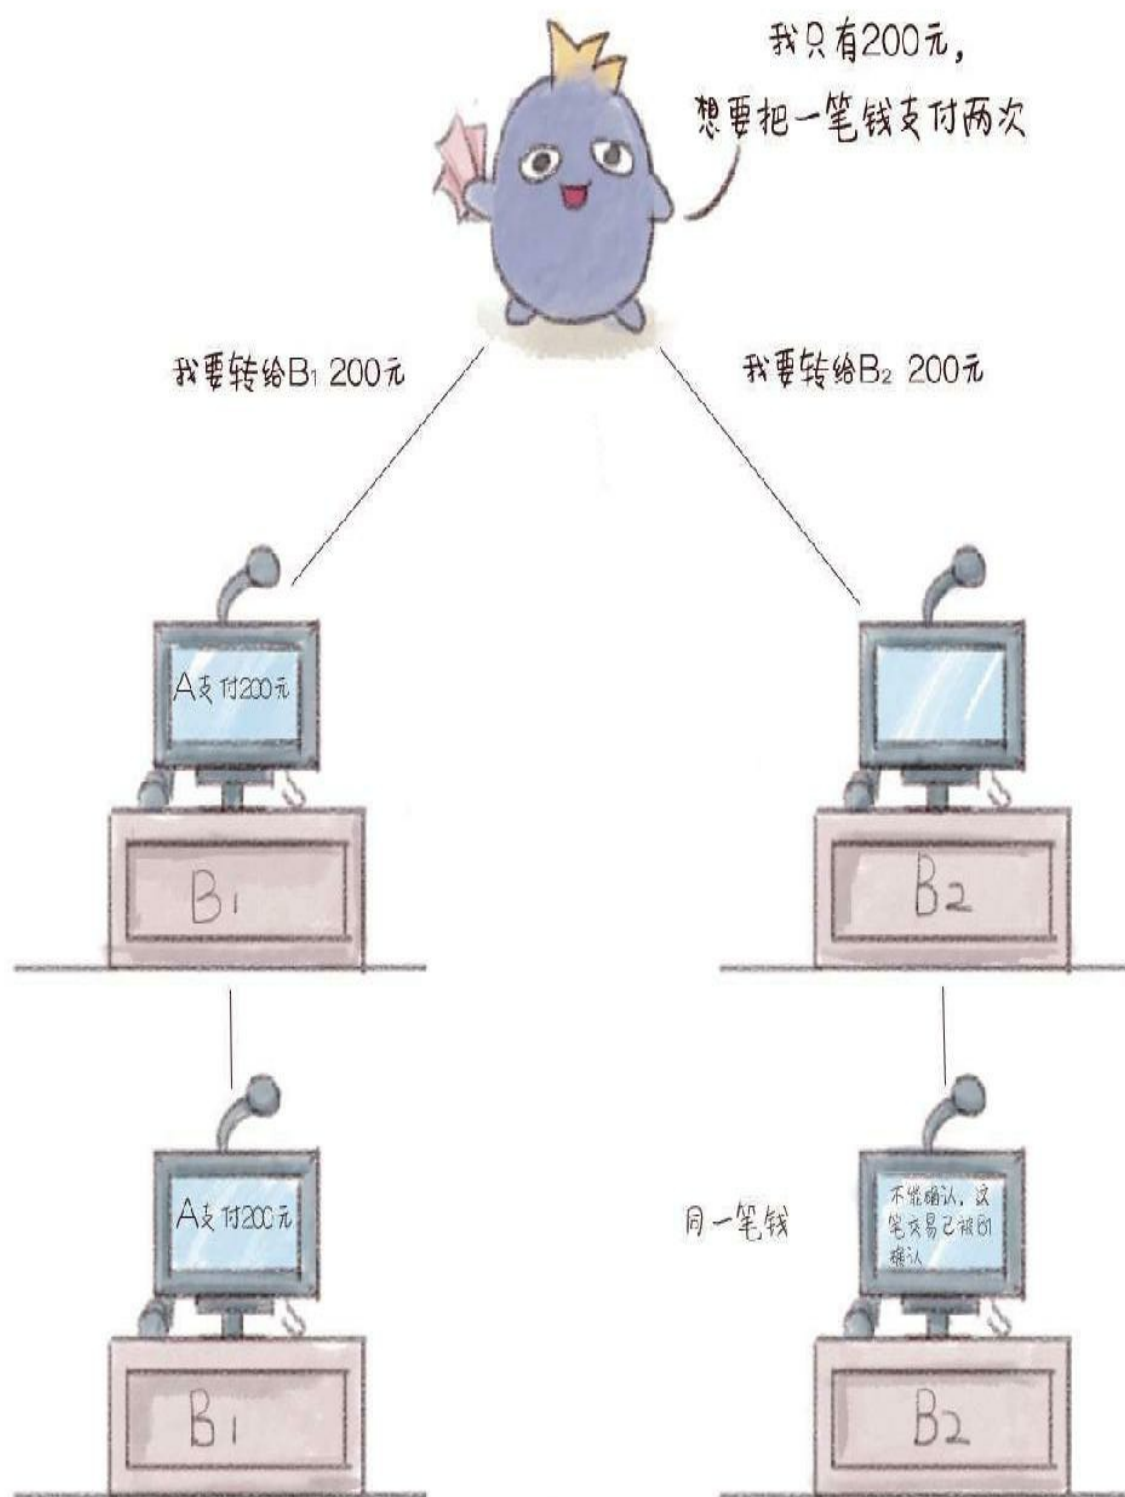 我只有200元，
想要把一笔钱支付两次
我要转给B₁ 200元
我要转给B₂ 200元
A支付200元
B₁
B2
A支付200元
同一笔钱
不能确认，这
笔交易已被B1
确认
B₁
B2